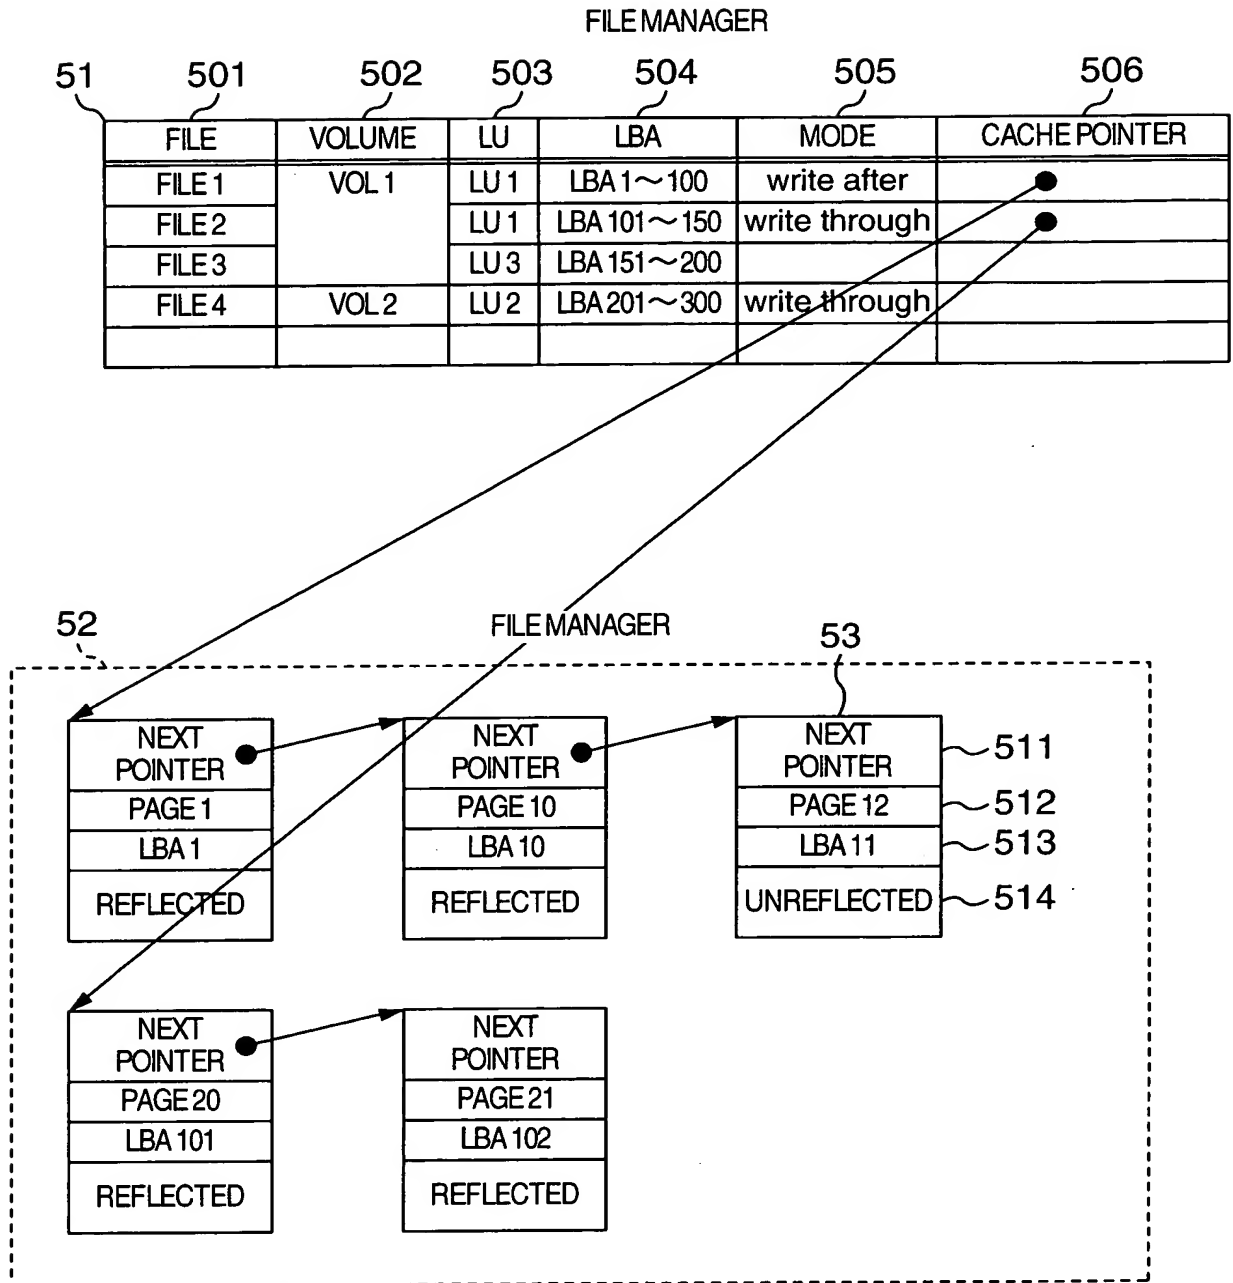 FILE MANAGER
51 501 502 503 504 505 506
FILE VOLUME LU LBA MODE CACHE POINTER
FILE 1 VOL 1 LU 1 LBA 1~100 write after
FILE 2 LU 1 LBA 101~150 write through
FILE 3 LU 3 LBA 151~200
FILE 4 VOL 2 LU 2 LBA 201~300 write through
FILE MANAGER
52 53
NEXT POINTER
PAGE 1
LBA 1
REFLECTED
NEXT POINTER
PAGE 10
LBA 10
REFLECTED
NEXT POINTER 511
PAGE 12 512
LBA 11 513
UNREFLECTED 514
NEXT POINTER
PAGE 20
LBA 101
REFLECTED
NEXT POINTER
PAGE 21
LBA 102
REFLECTED